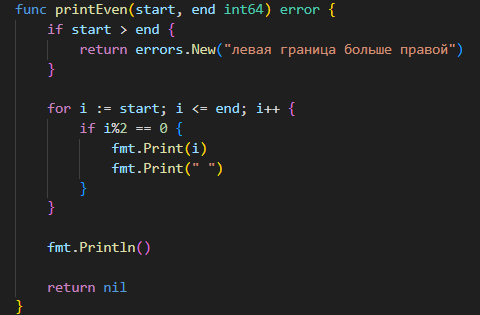 func printEven(start, end int64) error {
    if start > end {
        return errors.New("левая граница больше правой")
    }

    for i := start; i <= end; i++ {
        if i%2 == 0 {
            fmt.Print(i)
            fmt.Print(" ")
        }
    }

    fmt.Println()

    return nil
}